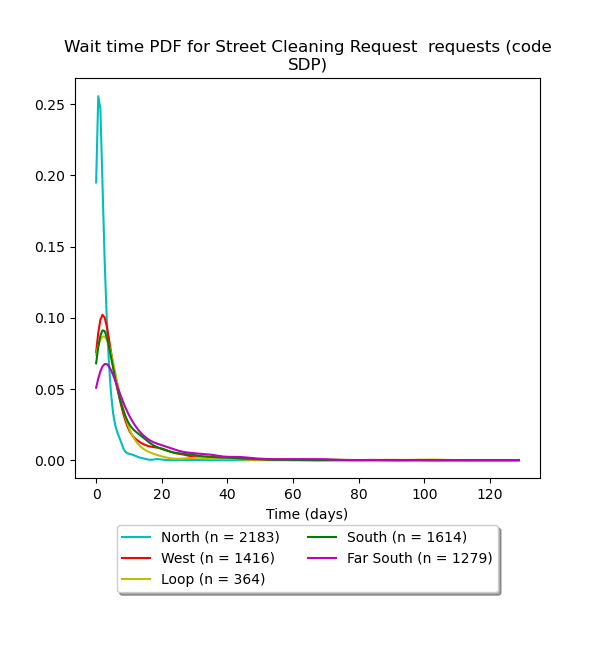 Wait time PDF for Street Cleaning Request  requests (code
SDP)
0.25
0.20
0.15
0.10
0.05
0.00
0 20 40 60 80 100 120
Time (days)
North (n = 2183) South (n = 1614)
West (n = 1416) Far South (n = 1279)
Loop (n = 364)